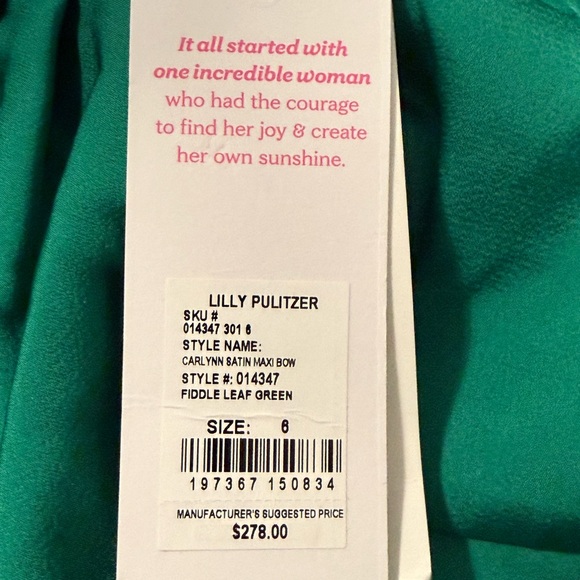 It all started with
one incredible woman
who had the courage
to find her joy & create
her own sunshine.
LILLY PULITZER
SKU #
014347 301 6
STYLE NAME:
CARLYNN SATIN MAXI BOW
STYLE #: 014347
FIDDLE LEAF GREEN
SIZE: 6
197367 150834
MANUFACTURER'S SUGGESTED PRICE
$278.00